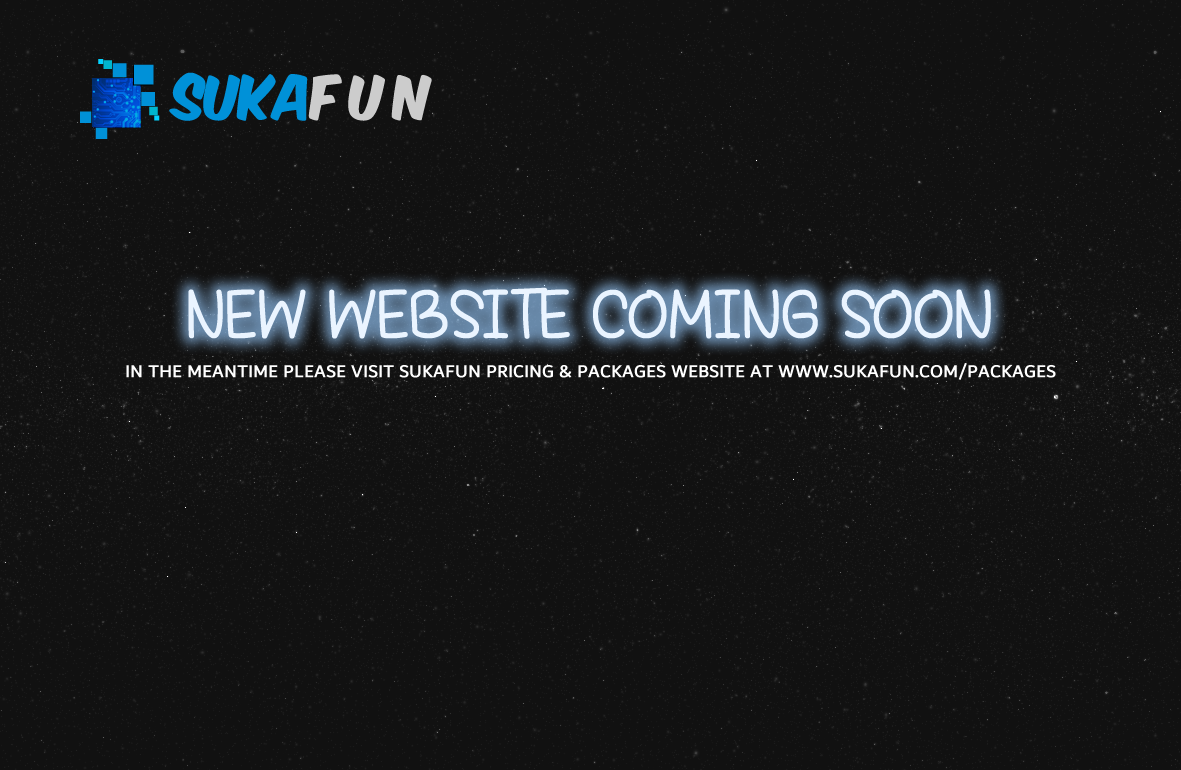 SUKAFUN
NEW WEBSITE COMING SOON
IN THE MEANTIME PLEASE VISIT SUKAFUN PRICING & PACKAGES WEBSITE AT WWW.SUKAFUN.COM/PACKAGES